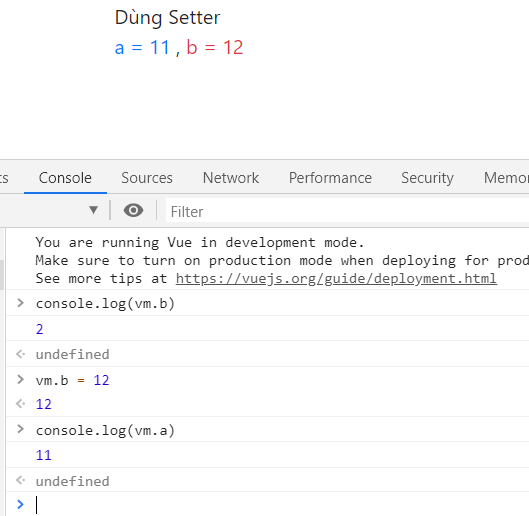 Dùng Setter
a = 11 , b = 12
ts Console Sources Network Performance Security Memor
Filter
You are running Vue in development mode.
Make sure to turn on production mode when deploying for prod
See more tips at https://vuejs.org/guide/deployment.html
> console.log(vm.b)
2
<· undefined
> vm.b = 12
<· 12
> console.log(vm.a)
11
<· undefined
>